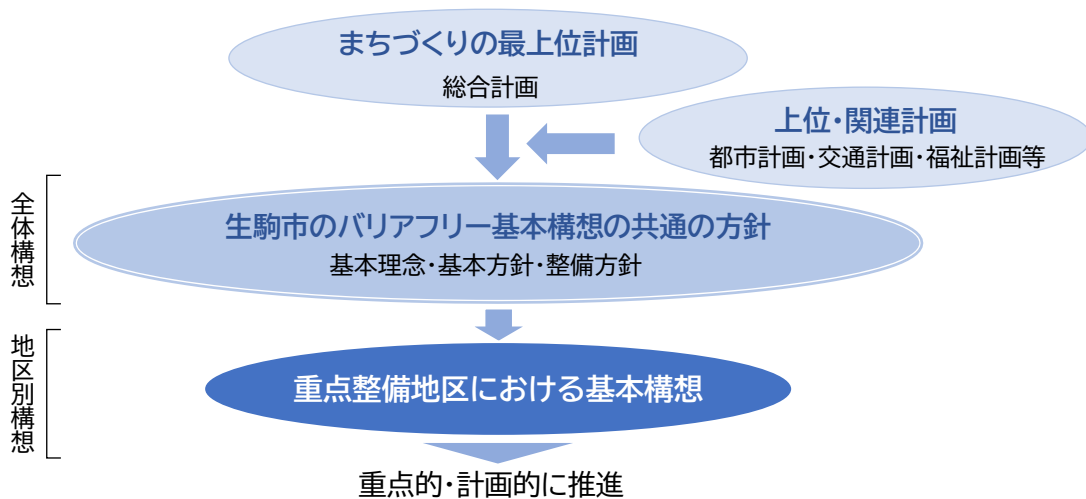 まちづくりの最上位計画
総合計画
上位・関連計画
都市計画・交通計画・福祉計画等
全体構想
生駒市のバリアフリー基本構想の共通の方針
基本理念・基本方針・整備方針
地区別構想
重点整備地区における基本構想
重点的・計画的に推進